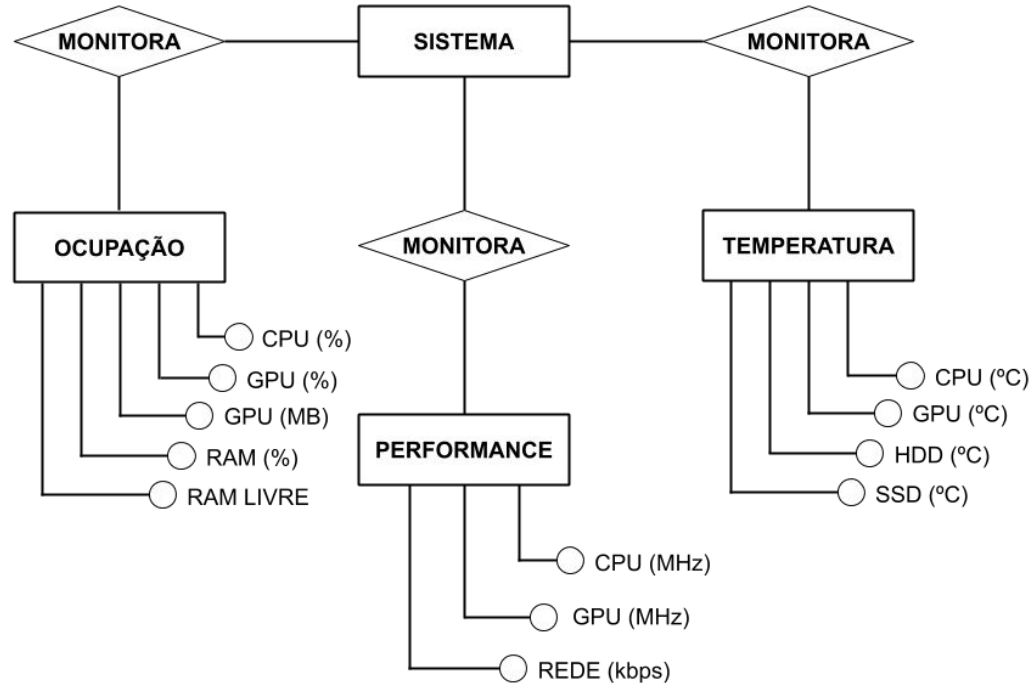 MONITORA
SISTEMA
MONITORA
OCUPAÇÃO
MONITORA
TEMPERATURA
CPU (%)
GPU (%)
GPU (MB)
RAM (%)
RAM LIVRE
PERFORMANCE
CPU (MHz)
GPU (MHz)
REDE (kbps)
CPU (ºC)
GPU (ºC)
HDD (ºC)
SSD (ºC)